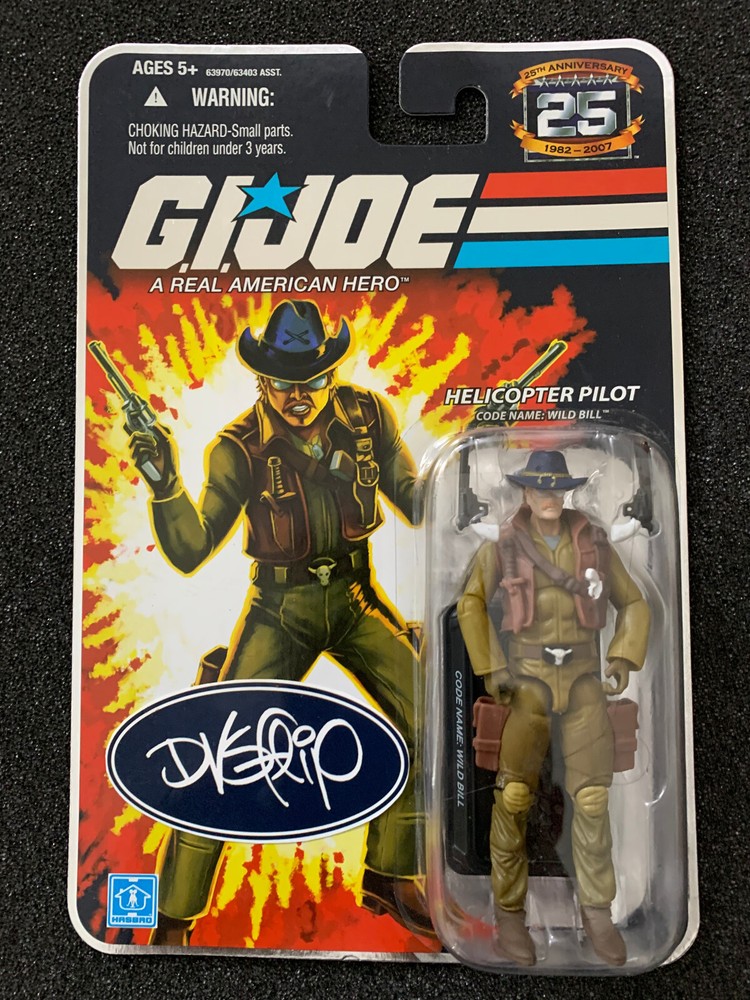 AGES 5+ 63970/63403 ASST.
WARNING:
CHOKING HAZARD-Small parts.
Not for children under 3 years.
25TH ANNIVERSARY
25
1982-2007
G.I.JOE
A REAL AMERICAN HERO™
HELICOPTER PILOT
CODE NAME: WILD BILL™
CODE NAME: WILD BILL
HASBRO